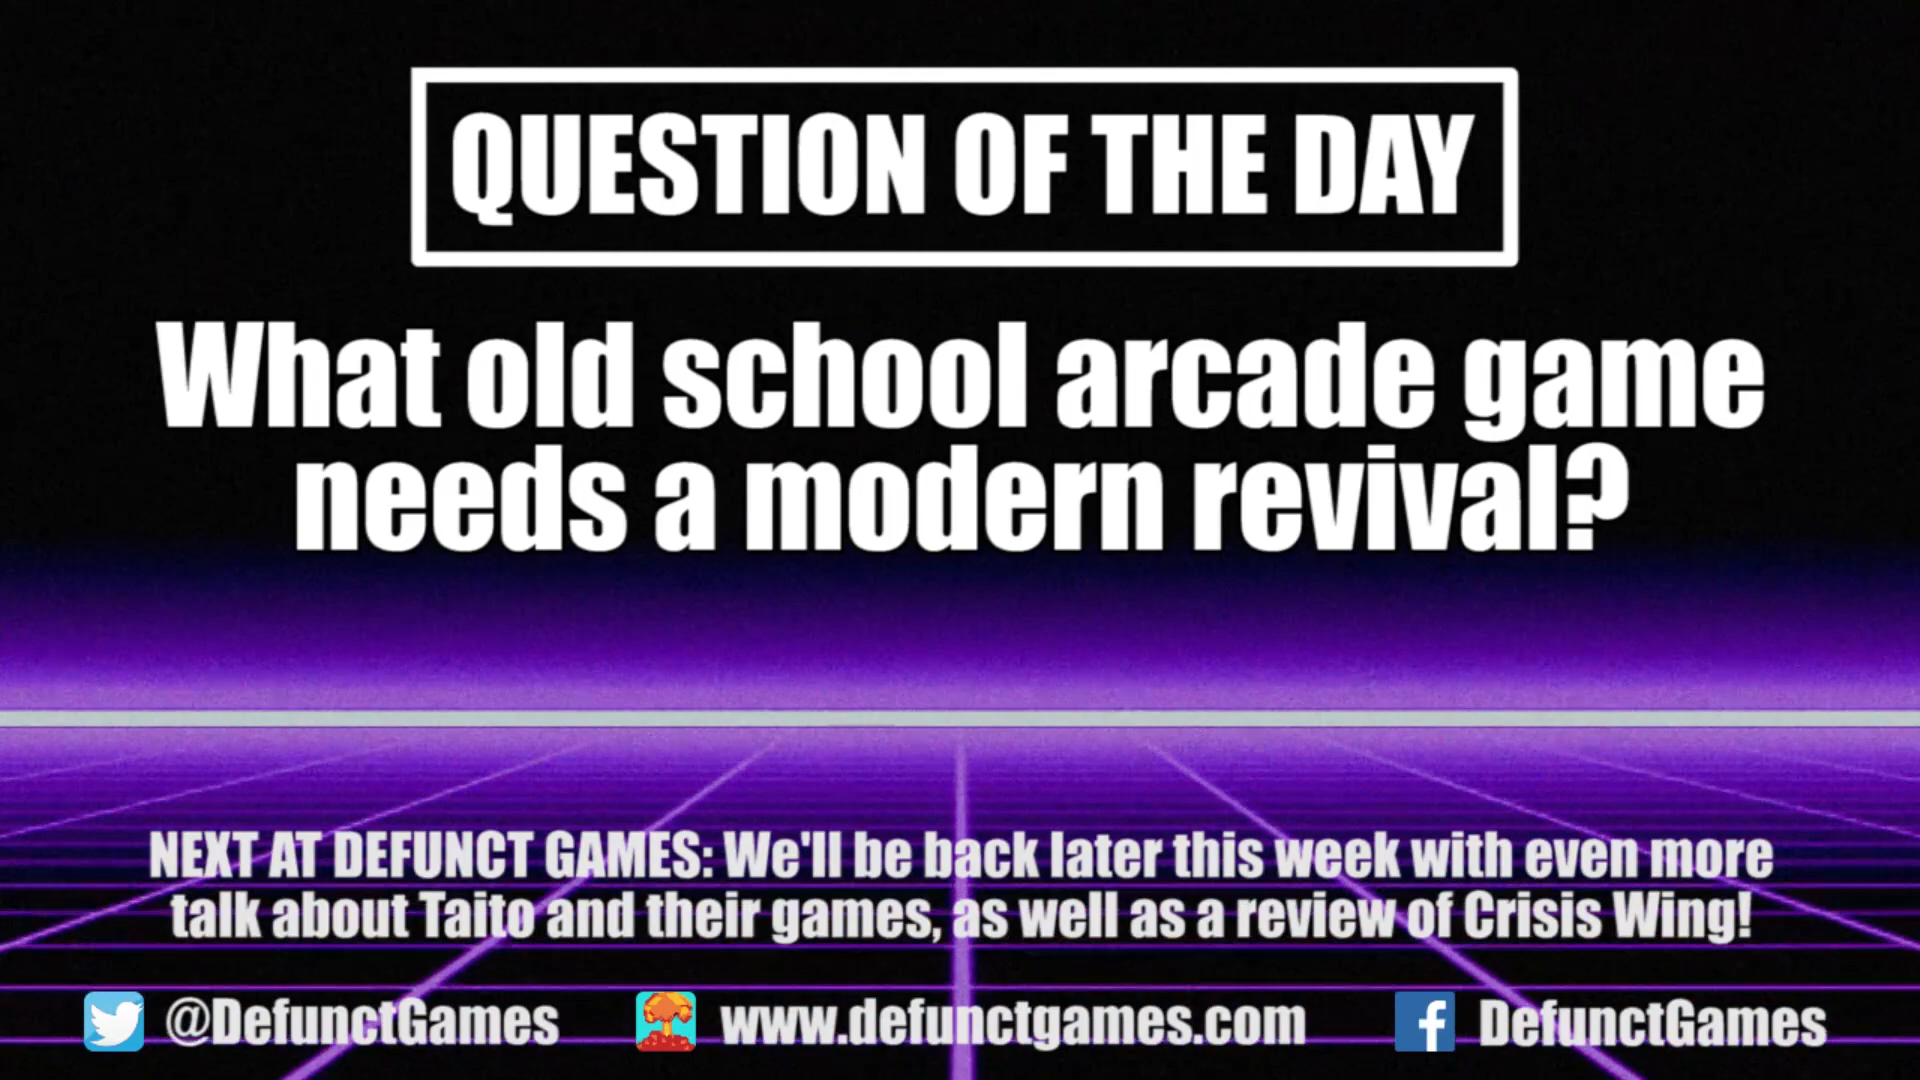 QUESTION OF THE DAY
What old school arcade game
needs a modern revival?
NEXT AT DEFUNCT GAMES: We'll be back later this week with even more
talk about Taito and their games, as well as a review of Crisis Wing!
@DefunctGames www.defunctgames.com DefunctGames